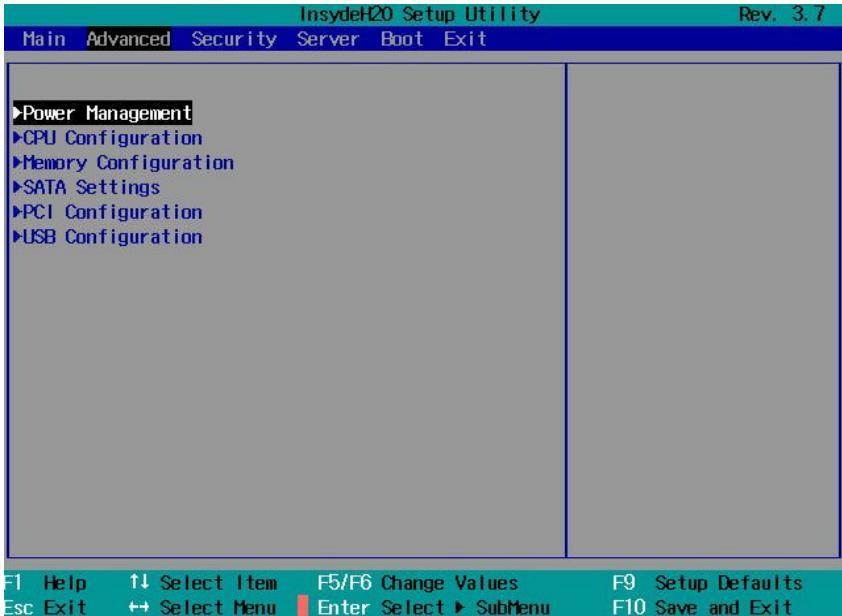 InsydeH2O Setup Utility Rev. 3.7
Main Advanced Security Server Boot Exit
▶Power Management
▶CPU Configuration
▶Memory Configuration
▶SATA Settings
▶PCI Configuration
▶USB Configuration
F1 Help ↑↓ Select Item F5/F6 Change Values F9 Setup Defaults
Esc Exit ↔ Select Menu Enter Select ▶ SubMenu F10 Save and Exit